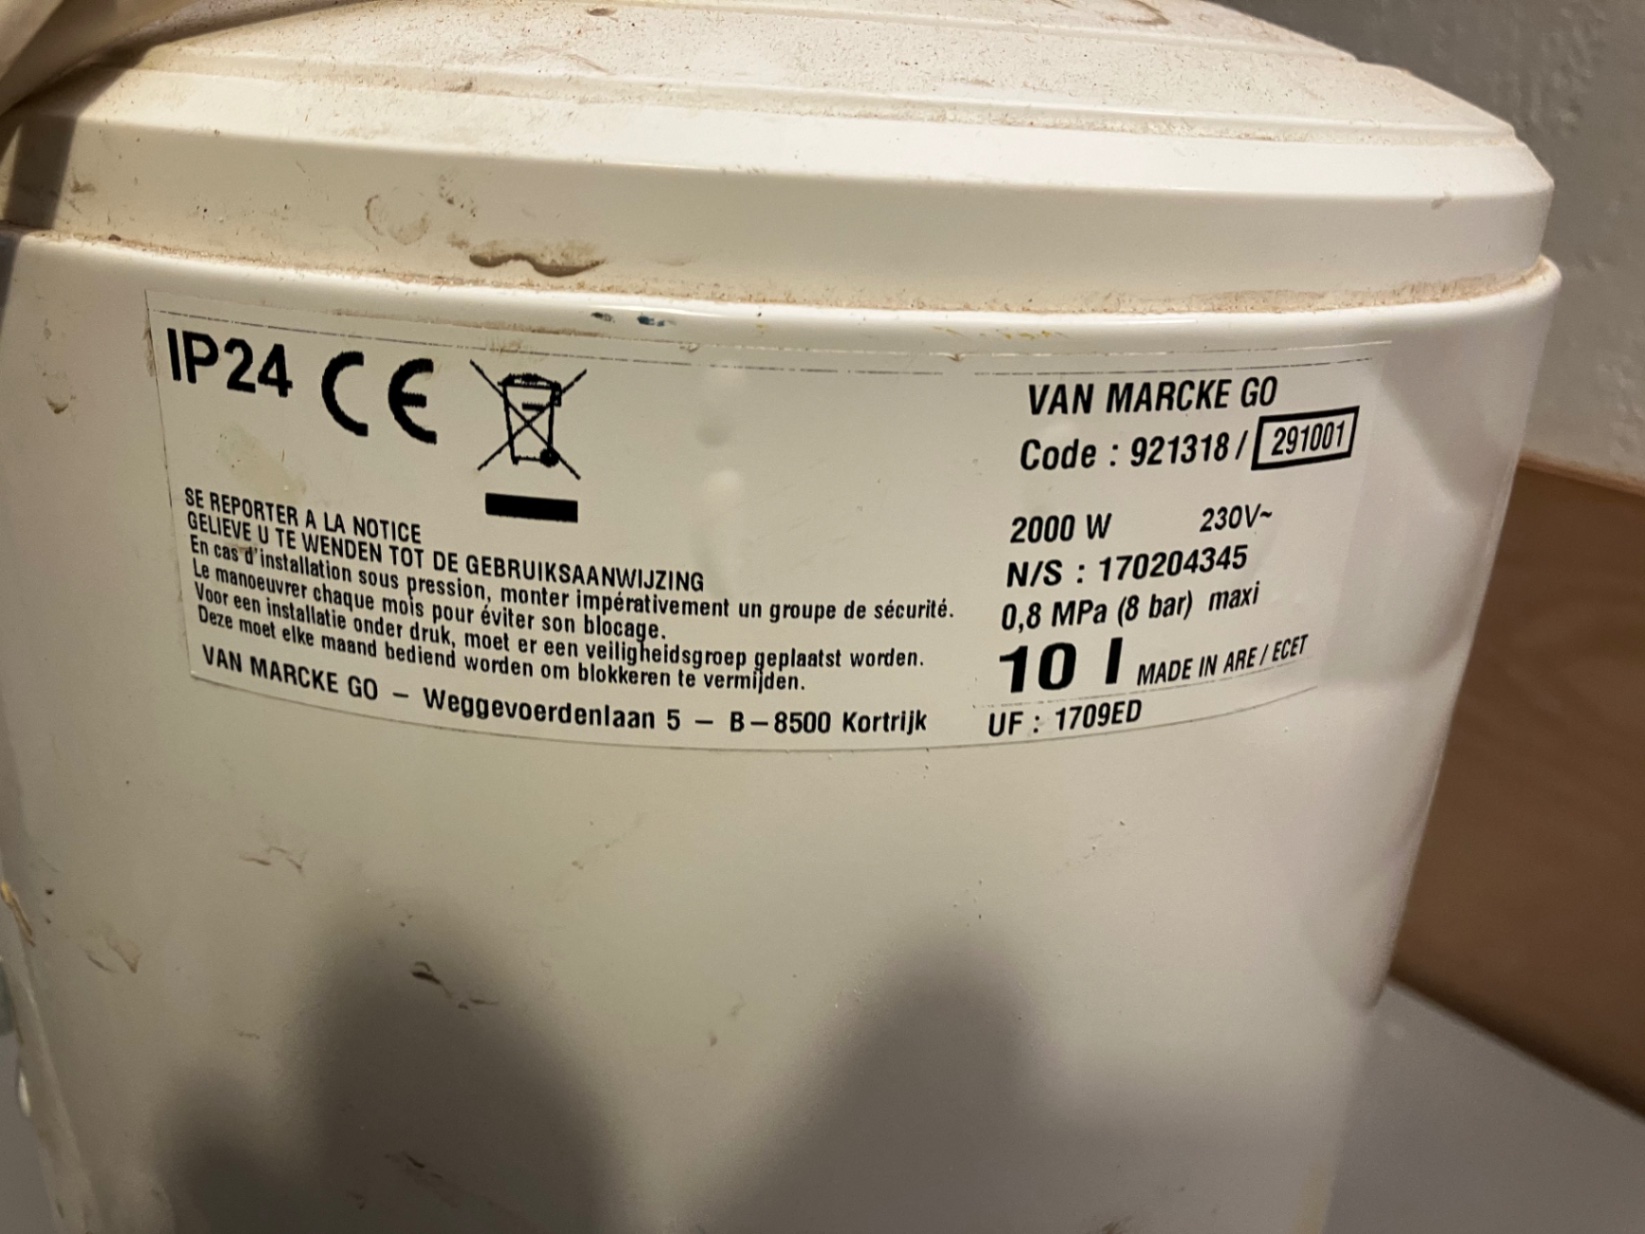 IP24 CE
SE REPORTER A LA NOTICE
GELIEVE U TE WENDEN TOT DE GEBRUIKSAANWIJZING
En cas d'installation sous pression, monter impérativement un groupe de sécurité.
Le manoeuvrer chaque mois pour éviter son blocage.
Voor een installatie onder druk, moet er een veiligheidsgroep geplaatst worden.
Deze moet elke maand bediend worden om blokkeren te vermijden.
VAN MARCKE GO – Weggevoerdenlaan 5 – B–8500 Kortrijk
VAN MARCKE GO
Code : 921318 / 291001
2000 W 230V~
N/S : 170204345
0,8 MPa (8 bar) maxi
10 l MADE IN ARE / ECET
UF : 1709ED